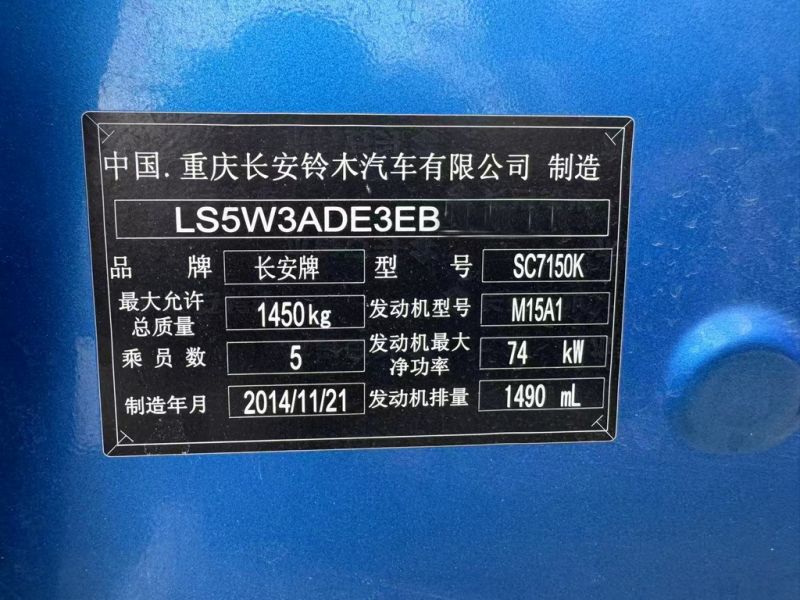 中国.重庆长安铃木汽车有限公司 制造
LS5W3ADE3EB
品 牌 长安牌 型 号 SC7150K
最大允许总质量 1450kg 发动机型号 M15A1
乘员数 5 发动机最大净功率 74 kW
制造年月 2014/11/21 发动机排量 1490 mL